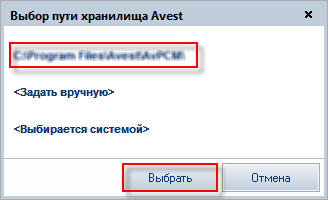 Выбор пути хранилища Avest
C:\Program Files\Avest\AvPCM\
<Задать вручную>
<Выбирается системой>
Выбрать
Отмена